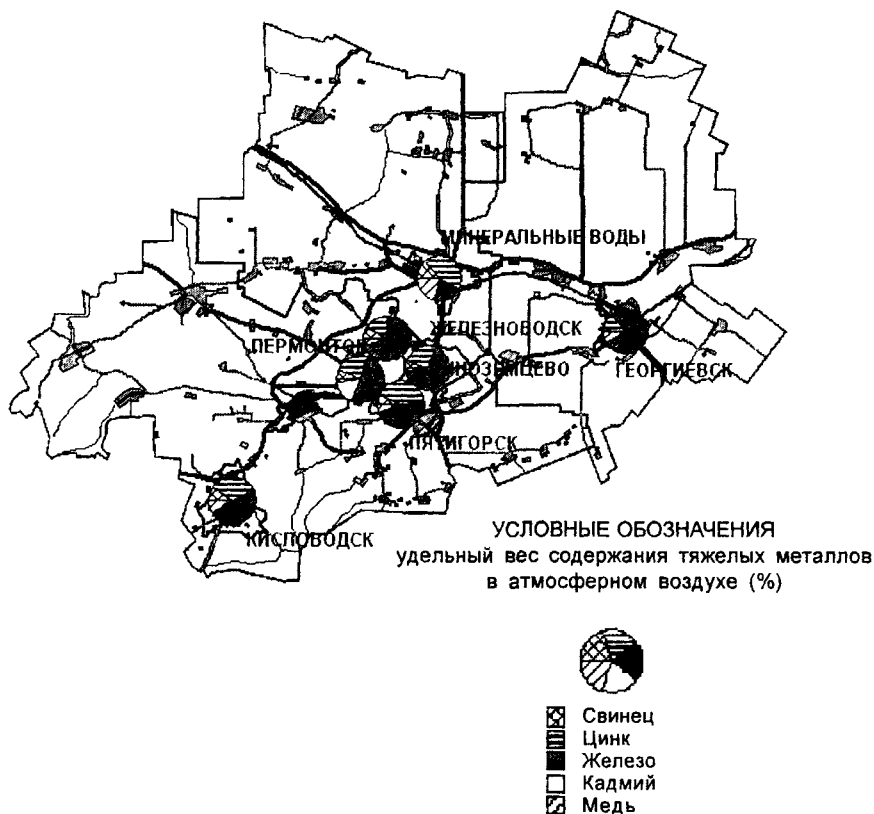 МИНЕРАЛЬНЫЕ ВОДЫ
ЖЕЛЕЗНОВОДСК
ЛЕРМОНТОВ
ИНОЗЕМЦЕВО
ГЕОРГИЕВСК
ПЯТИГОРСК
КИСЛОВОДСК
УСЛОВНЫЕ ОБОЗНАЧЕНИЯ
удельный вес содержания тяжелых металлов
в атмосферном воздухе (%)
Свинец
Цинк
Железо
Кадмий
Медь